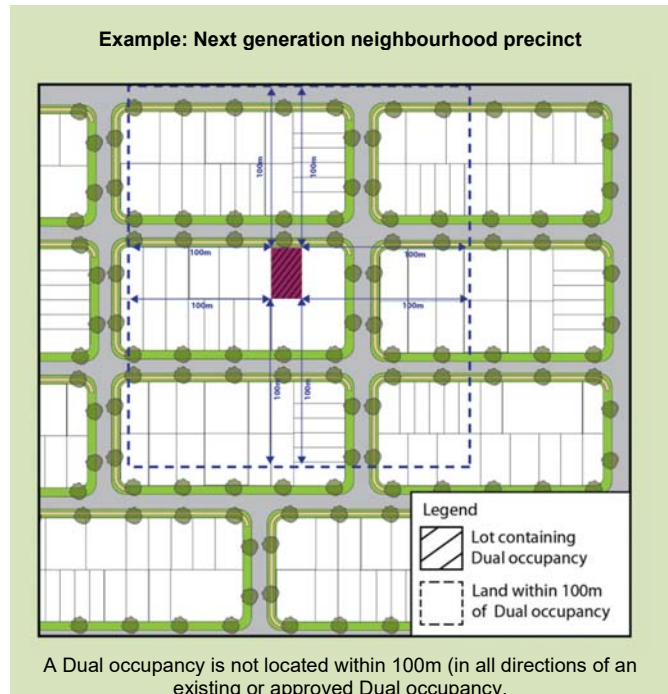 Example: Next generation neighbourhood precinct
100m
100m
100m
100m
100m
100m
100m
100m
Legend
Lot containing
Dual occupancy
Land within 100m
of Dual occupancy
A Dual occupancy is not located within 100m (in all directions of an
existing or approved Dual occupancy.